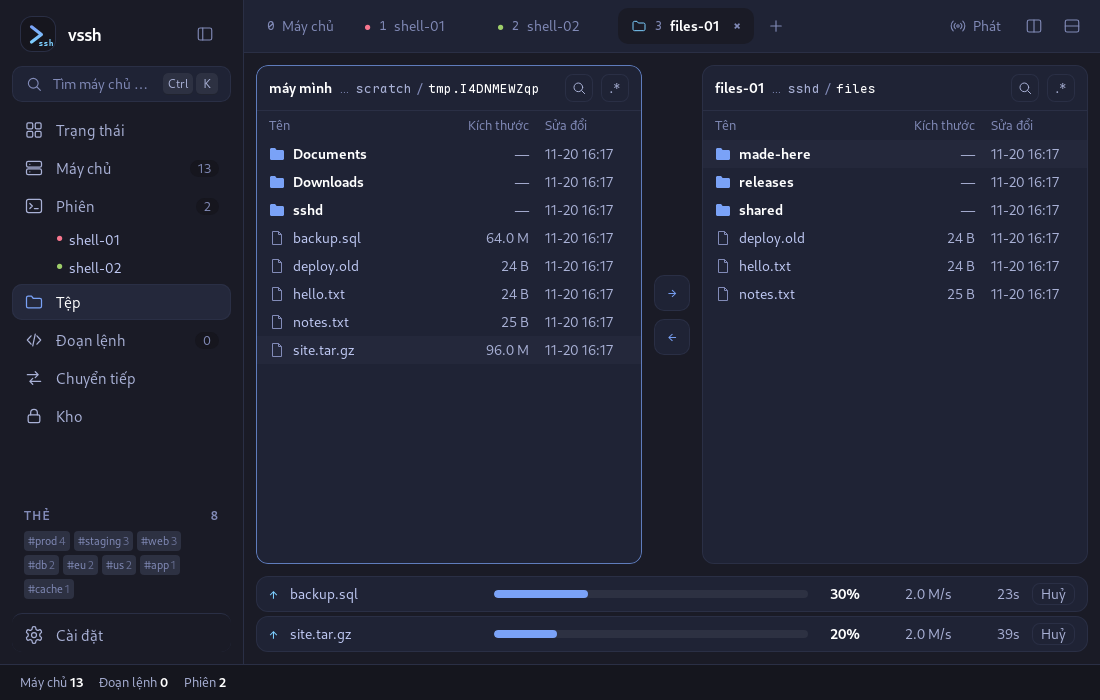 ssh vssh
Tìm máy chủ ... Ctrl K
Trạng thái
Máy chủ 13
Phiên 2
shell-01
shell-02
Tệp
Đoạn lệnh 0
Chuyển tiếp
Kho
THẺ 8
#prod 4 #staging 3 #web 3
#db 2 #eu 2 #us 2 #app 1
#cache 1
Cài đặt
0 Máy chủ 1 shell-01 2 shell-02 3 files-01 × + Phát
máy mình ... scratch / tmp.I4DNMEWZqp .*
Tên Kích thước Sửa đổi
Documents — 11-20 16:17
Downloads — 11-20 16:17
sshd — 11-20 16:17
backup.sql 64.0 M 11-20 16:17
deploy.old 24 B 11-20 16:17
hello.txt 24 B 11-20 16:17
notes.txt 25 B 11-20 16:17
site.tar.gz 96.0 M 11-20 16:17
→
←
files-01 ... sshd / files .*
Tên Kích thước Sửa đổi
made-here — 11-20 16:17
releases — 11-20 16:17
shared — 11-20 16:17
deploy.old 24 B 11-20 16:17
hello.txt 24 B 11-20 16:17
notes.txt 25 B 11-20 16:17
↑ backup.sql 30% 2.0 M/s 23s Huỷ
↑ site.tar.gz 20% 2.0 M/s 39s Huỷ
Máy chủ 13 Đoạn lệnh 0 Phiên 2